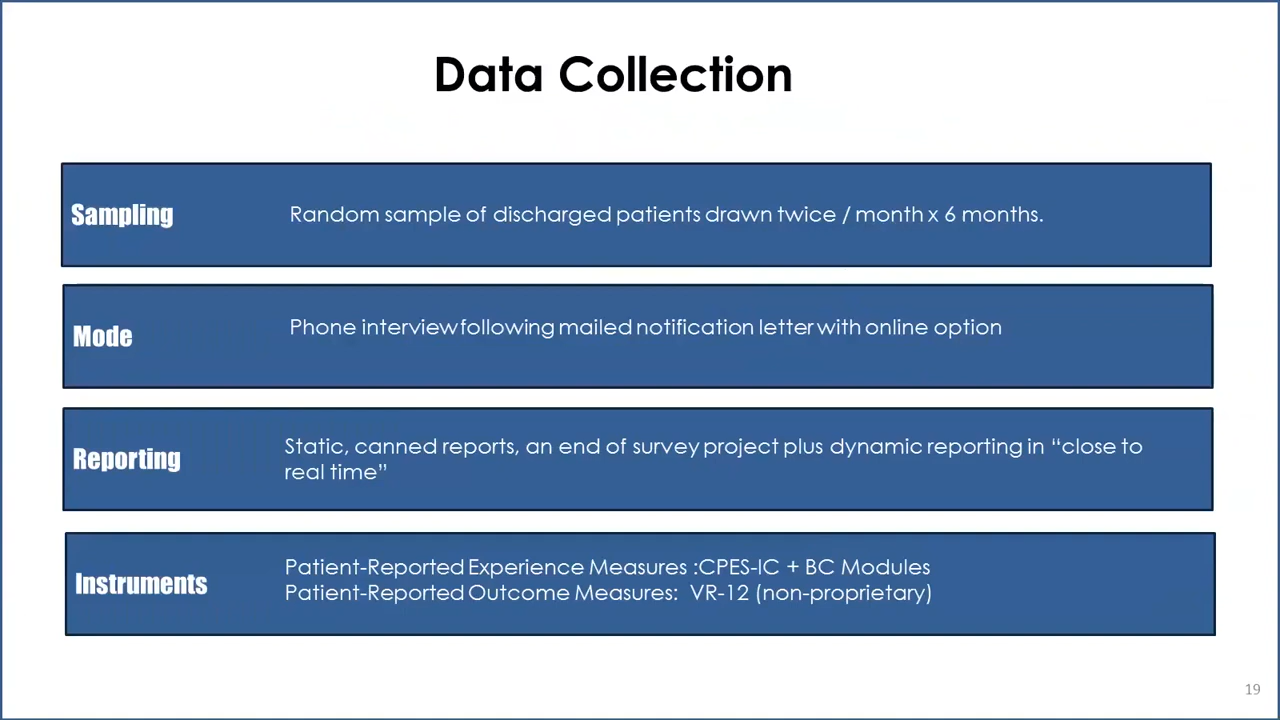 Data Collection
Sampling
Random sample of discharged patients drawn twice / month x 6 months.
Mode
Phone interview following mailed notification letter with online option
Reporting
Static, canned reports, an end of survey project plus dynamic reporting in “close to
real time”
Instruments
Patient-Reported Experience Measures :CPES-IC + BC Modules
Patient-Reported Outcome Measures: VR-12 (non-proprietary)
19